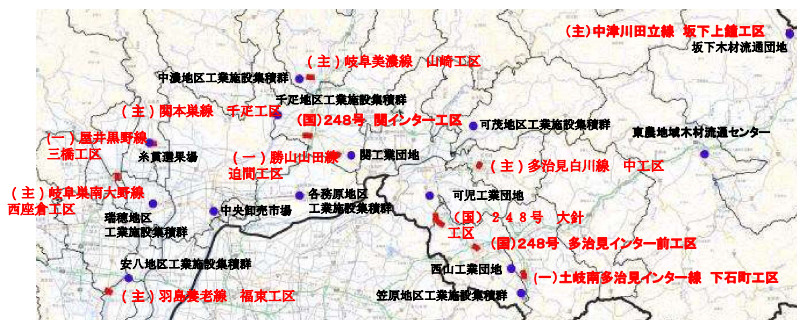 (主)中津川田立線 坂下上鐘工区
坂下木材流通団地
(主)岐阜美濃線 山崎工区
中濃地区工業施設集積群
千疋地区工業施設集積群
(主)関本巣線 千疋工区
(国)248号 関インター工区
可茂地区工業施設集積群
(一)屋井黒野線
三橋工区
糸貫選果場
(一)勝山山田線
迫間工区
関工業団地
東農地域木材流通センター
(主)多治見白川線 中工区
(主)岐阜巣南大野線
西座倉工区
瑞穂地区
工業施設集積群
中央卸売市場
各務原地区
工業施設集積群
可児工業団地
(国)248号 大針
工区
(国)248号 多治見インター前工区
安八地区工業施設集積群
西山工業団地
(一)土岐南多治見インター線 下石町工区
(主)羽島養老線 福束工区
笠原地区工業施設集積群